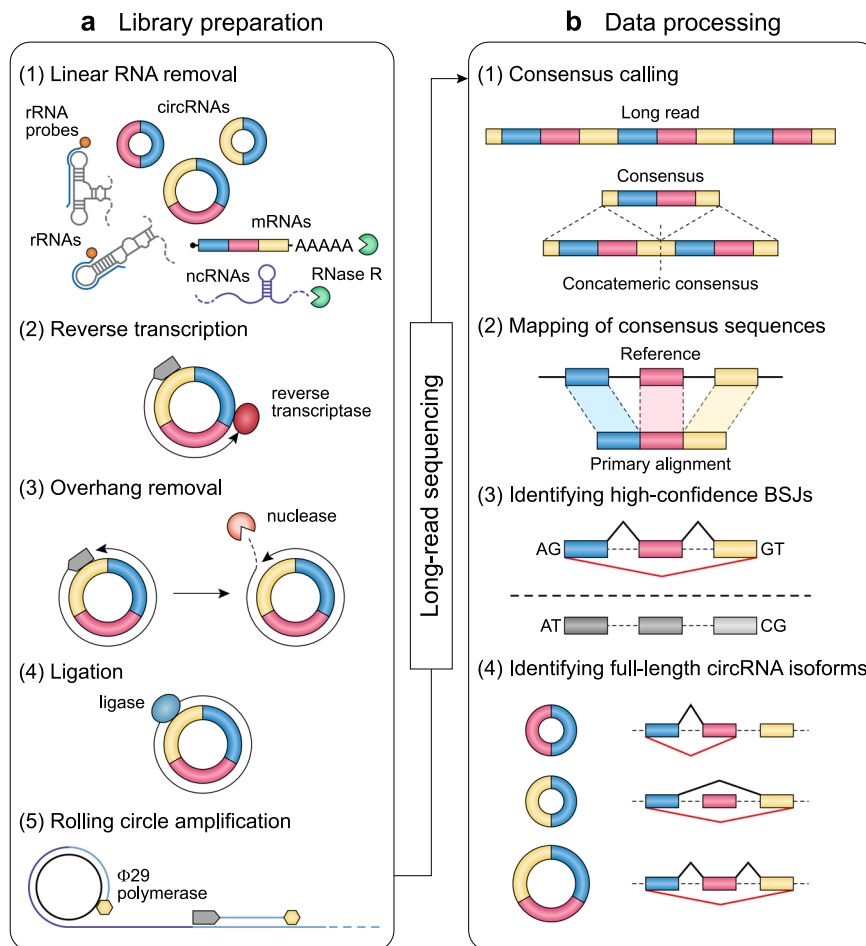 a Library preparation
(1) Linear RNA removal
rRNA
probes
circRNAs
rRNAs
mRNAs
AAAAA
ncRNAs
RNase R
(2) Reverse transcription
reverse
transcriptase
(3) Overhang removal
nuclease
(4) Ligation
ligase
(5) Rolling circle amplification
Φ29
polymerase
Long-read sequencing
b Data processing
(1) Consensus calling
Long read
Consensus
Concatemeric consensus
(2) Mapping of consensus sequences
Reference
Primary alignment
(3) Identifying high-confidence BSJs
AG
GT
AT
CG
(4) Identifying full-length circRNA isoforms